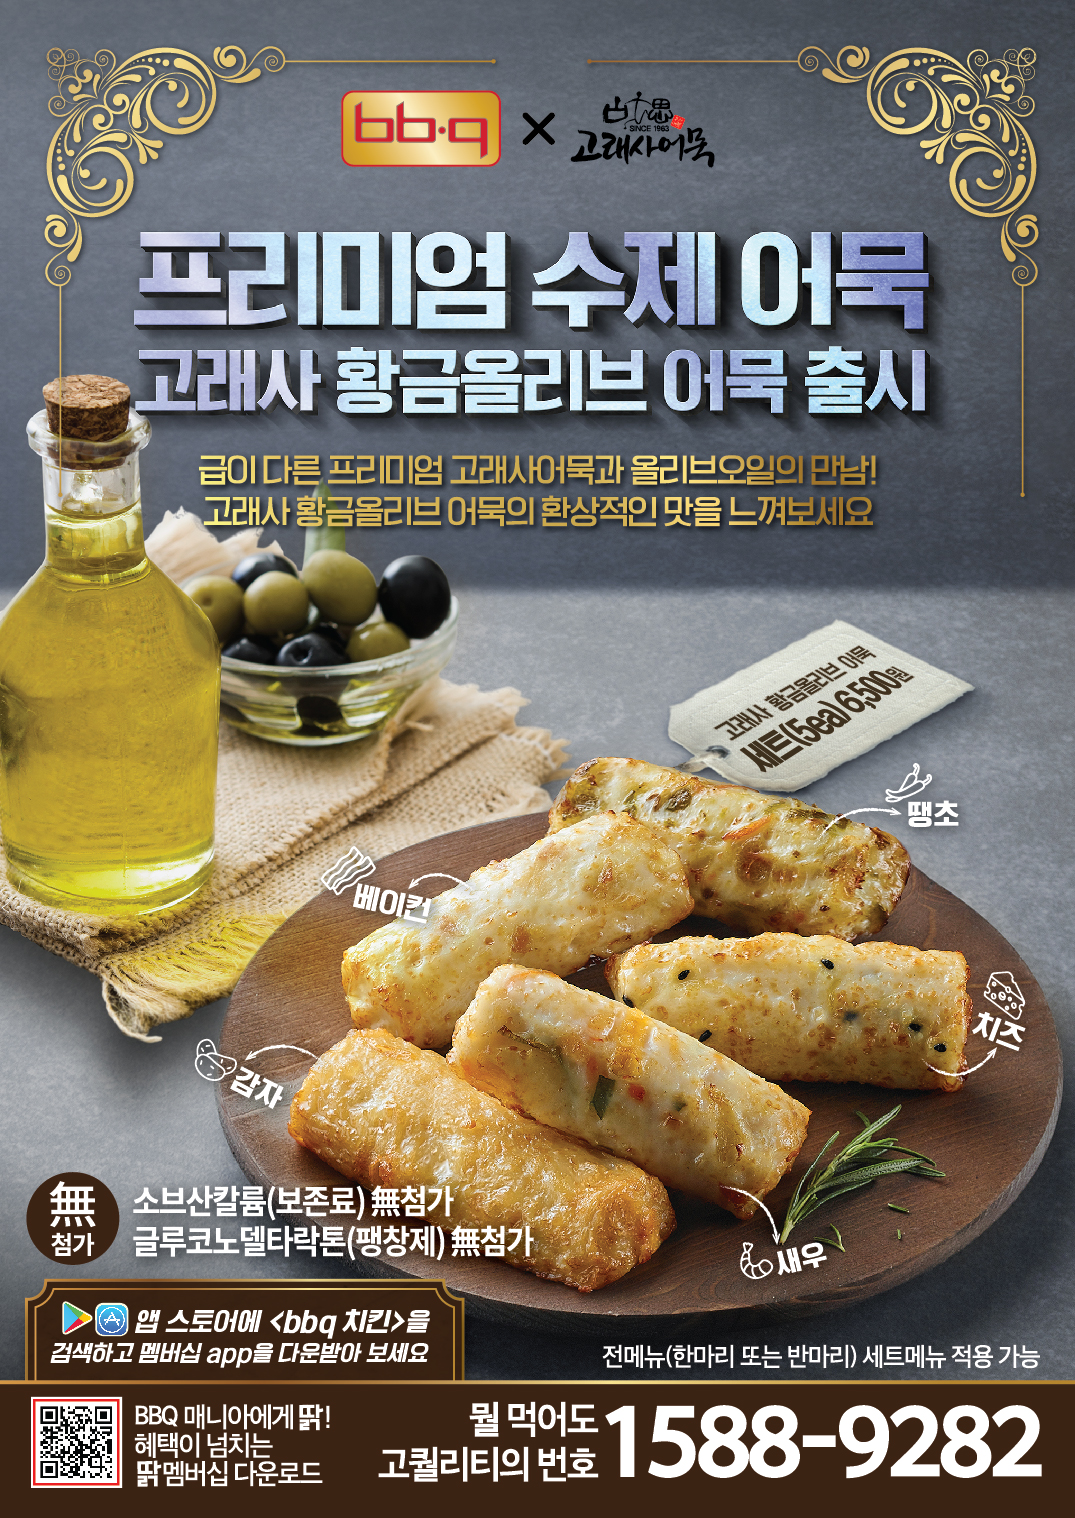 bb·q × SINCE 1963
고래사어묵
프리미엄 수제 어묵
고래사 황금올리브 어묵 출시
급이 다른 프리미엄 고래사어묵과 올리브오일의 만남!
고래사 황금올리브 어묵의 환상적인 맛을 느껴보세요
고래사 황금올리브 어묵
세트(5ea) 6,500원
땡초
베이컨
치즈
감자
새우
無
첨가
소브산칼륨(보존료) 無첨가
글루코노델타락톤(팽창제) 無첨가
앱 스토어에 <bbq 치킨>을
검색하고 멤버십 app을 다운받아 보세요
전메뉴(한마리 또는 반마리) 세트메뉴 적용 가능
BBQ 매니아에게 딹!
혜택이 넘치는
딹멤버십 다운로드
뭘 먹어도
고퀄리티의 번호
1588-9282